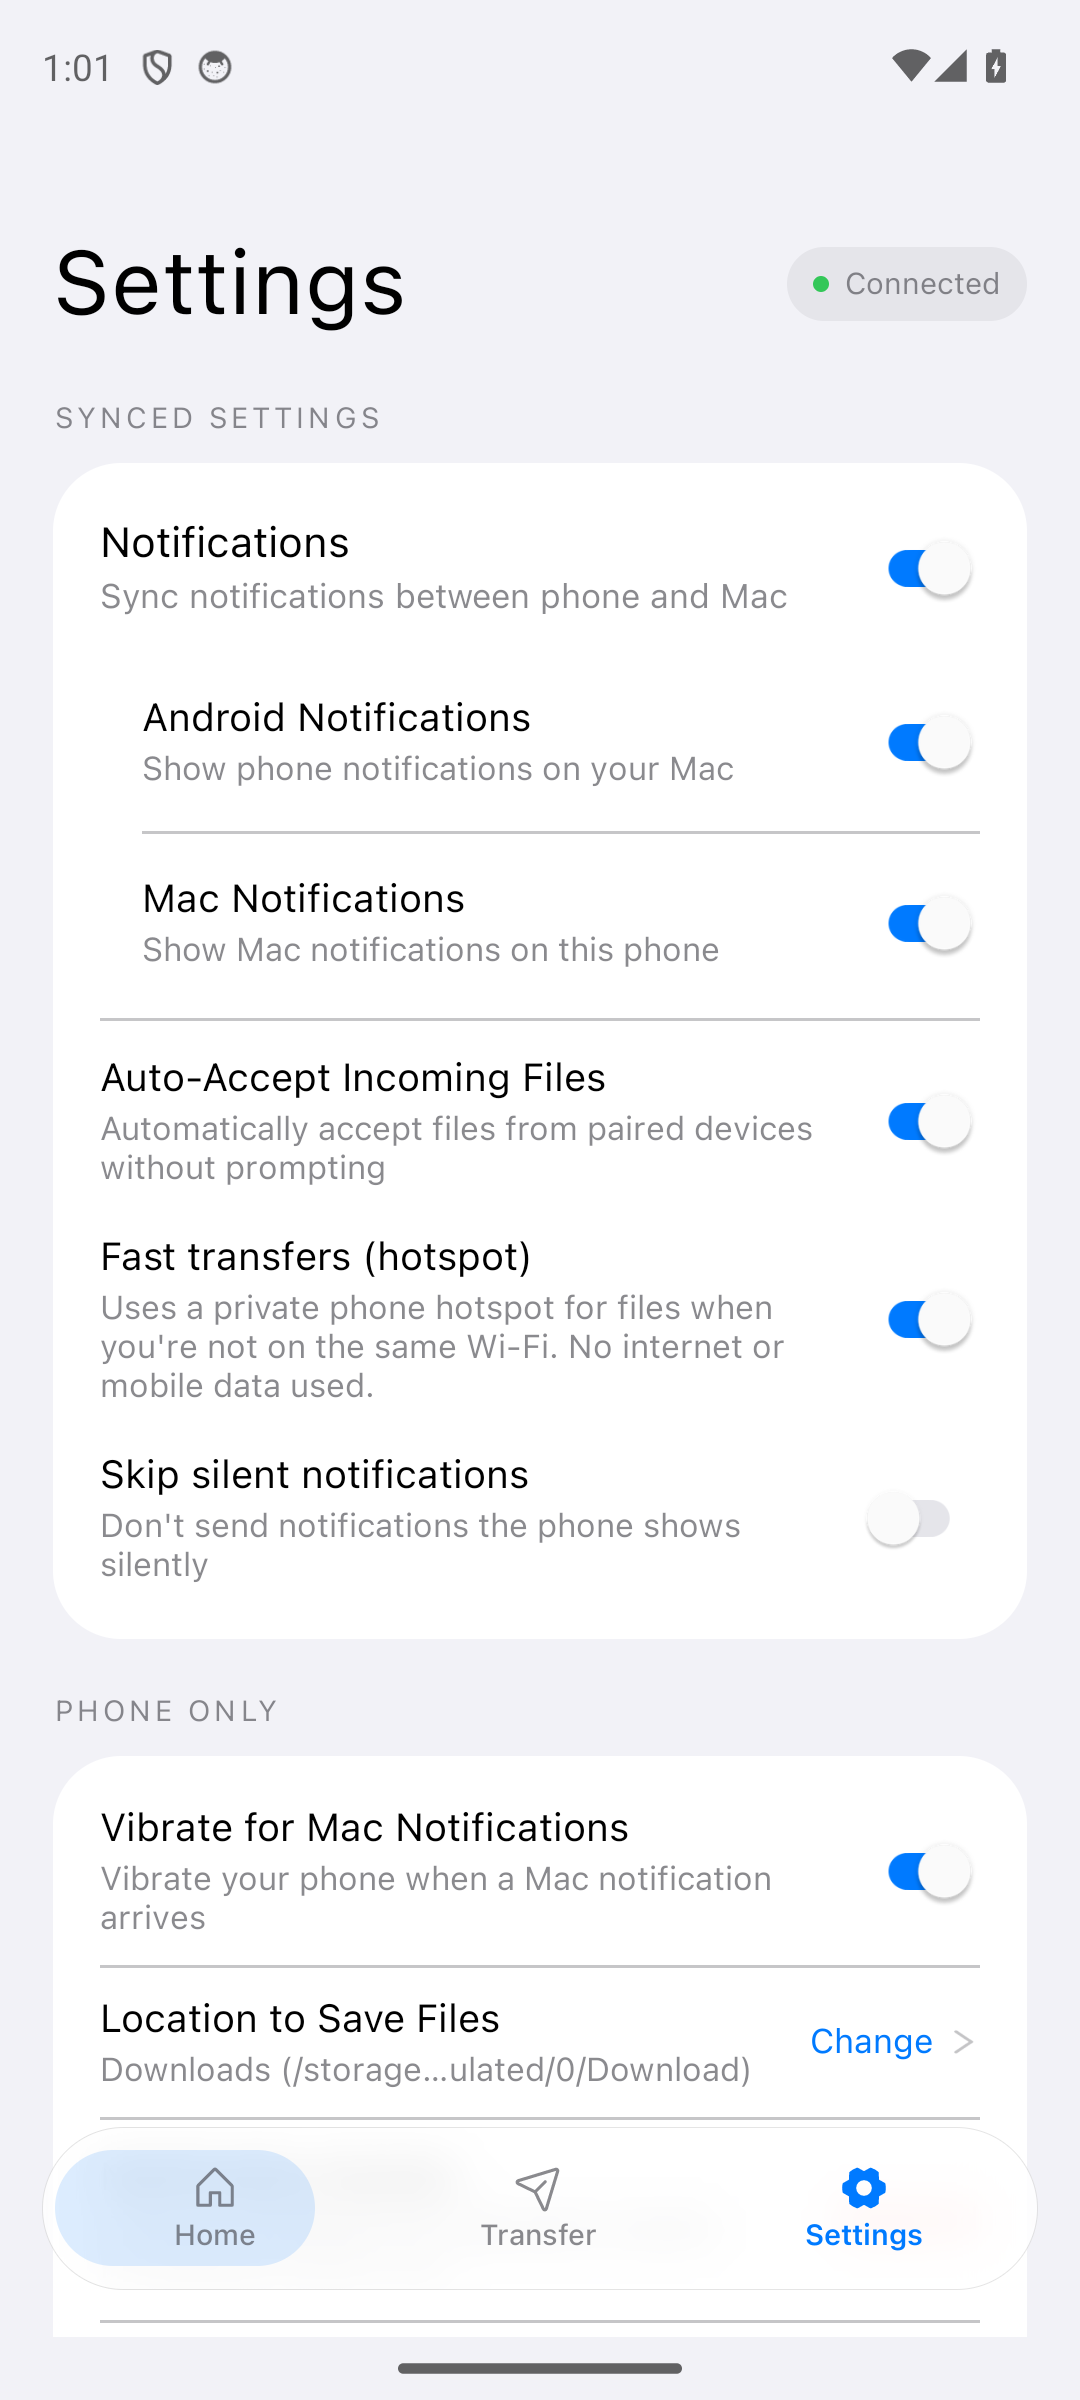 1:01
Settings
Connected
SYNCED SETTINGS
Notifications
Sync notifications between phone and Mac
Android Notifications
Show phone notifications on your Mac
Mac Notifications
Show Mac notifications on this phone
Auto-Accept Incoming Files
Automatically accept files from paired devices
without prompting
Fast transfers (hotspot)
Uses a private phone hotspot for files when
you're not on the same Wi-Fi. No internet or
mobile data used.
Skip silent notifications
Don't send notifications the phone shows
silently
PHONE ONLY
Vibrate for Mac Notifications
Vibrate your phone when a Mac notification
arrives
Location to Save Files
Downloads (/storage...ulated/0/Download)
Change
Home
Transfer
Settings